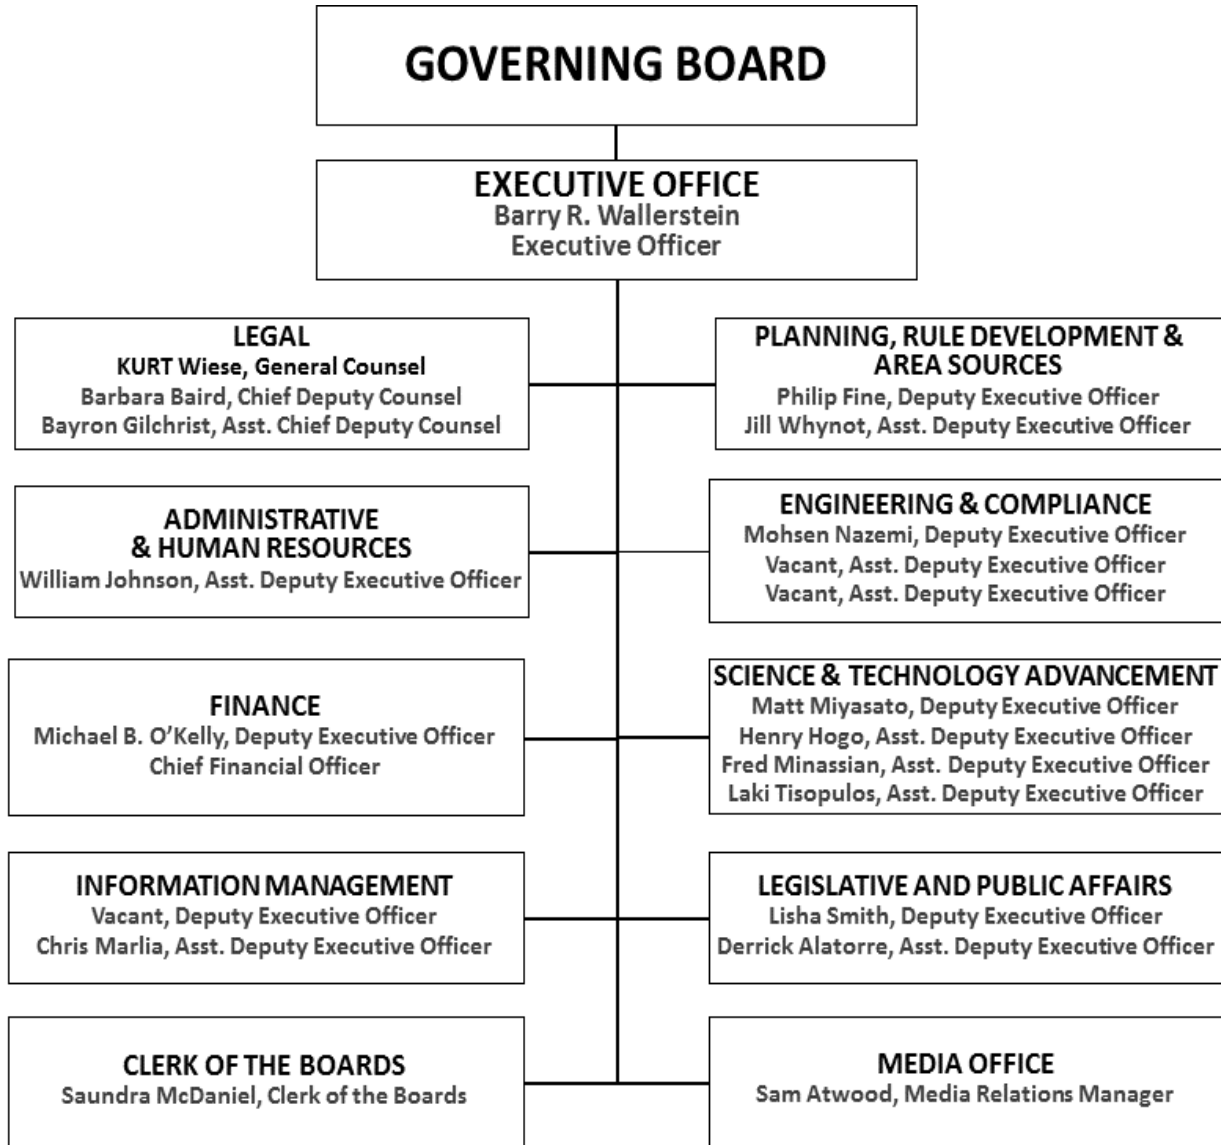 GOVERNING BOARD
EXECUTIVE OFFICE
Barry R. Wallerstein
Executive Officer
LEGAL
KURT Wiese, General Counsel
Barbara Baird, Chief Deputy Counsel
Bayron Gilchrist, Asst. Chief Deputy Counsel
PLANNING, RULE DEVELOPMENT &
AREA SOURCES
Philip Fine, Deputy Executive Officer
Jill Whynot, Asst. Deputy Executive Officer
ADMINISTRATIVE
& HUMAN RESOURCES
William Johnson, Asst. Deputy Executive Officer
ENGINEERING & COMPLIANCE
Mohsen Nazemi, Deputy Executive Officer
Vacant, Asst. Deputy Executive Officer
Vacant, Asst. Deputy Executive Officer
FINANCE
Michael B. O’Kelly, Deputy Executive Officer
Chief Financial Officer
SCIENCE & TECHNOLOGY ADVANCEMENT
Matt Miyasato, Deputy Executive Officer
Henry Hogo, Asst. Deputy Executive Officer
Fred Minassian, Asst. Deputy Executive Officer
Laki Tisopulos, Asst. Deputy Executive Officer
INFORMATION MANAGEMENT
Vacant, Deputy Executive Officer
Chris Marlia, Asst. Deputy Executive Officer
LEGISLATIVE AND PUBLIC AFFAIRS
Lisha Smith, Deputy Executive Officer
Derrick Alatorre, Asst. Deputy Executive Officer
CLERK OF THE BOARDS
Saundra McDaniel, Clerk of the Boards
MEDIA OFFICE
Sam Atwood, Media Relations Manager